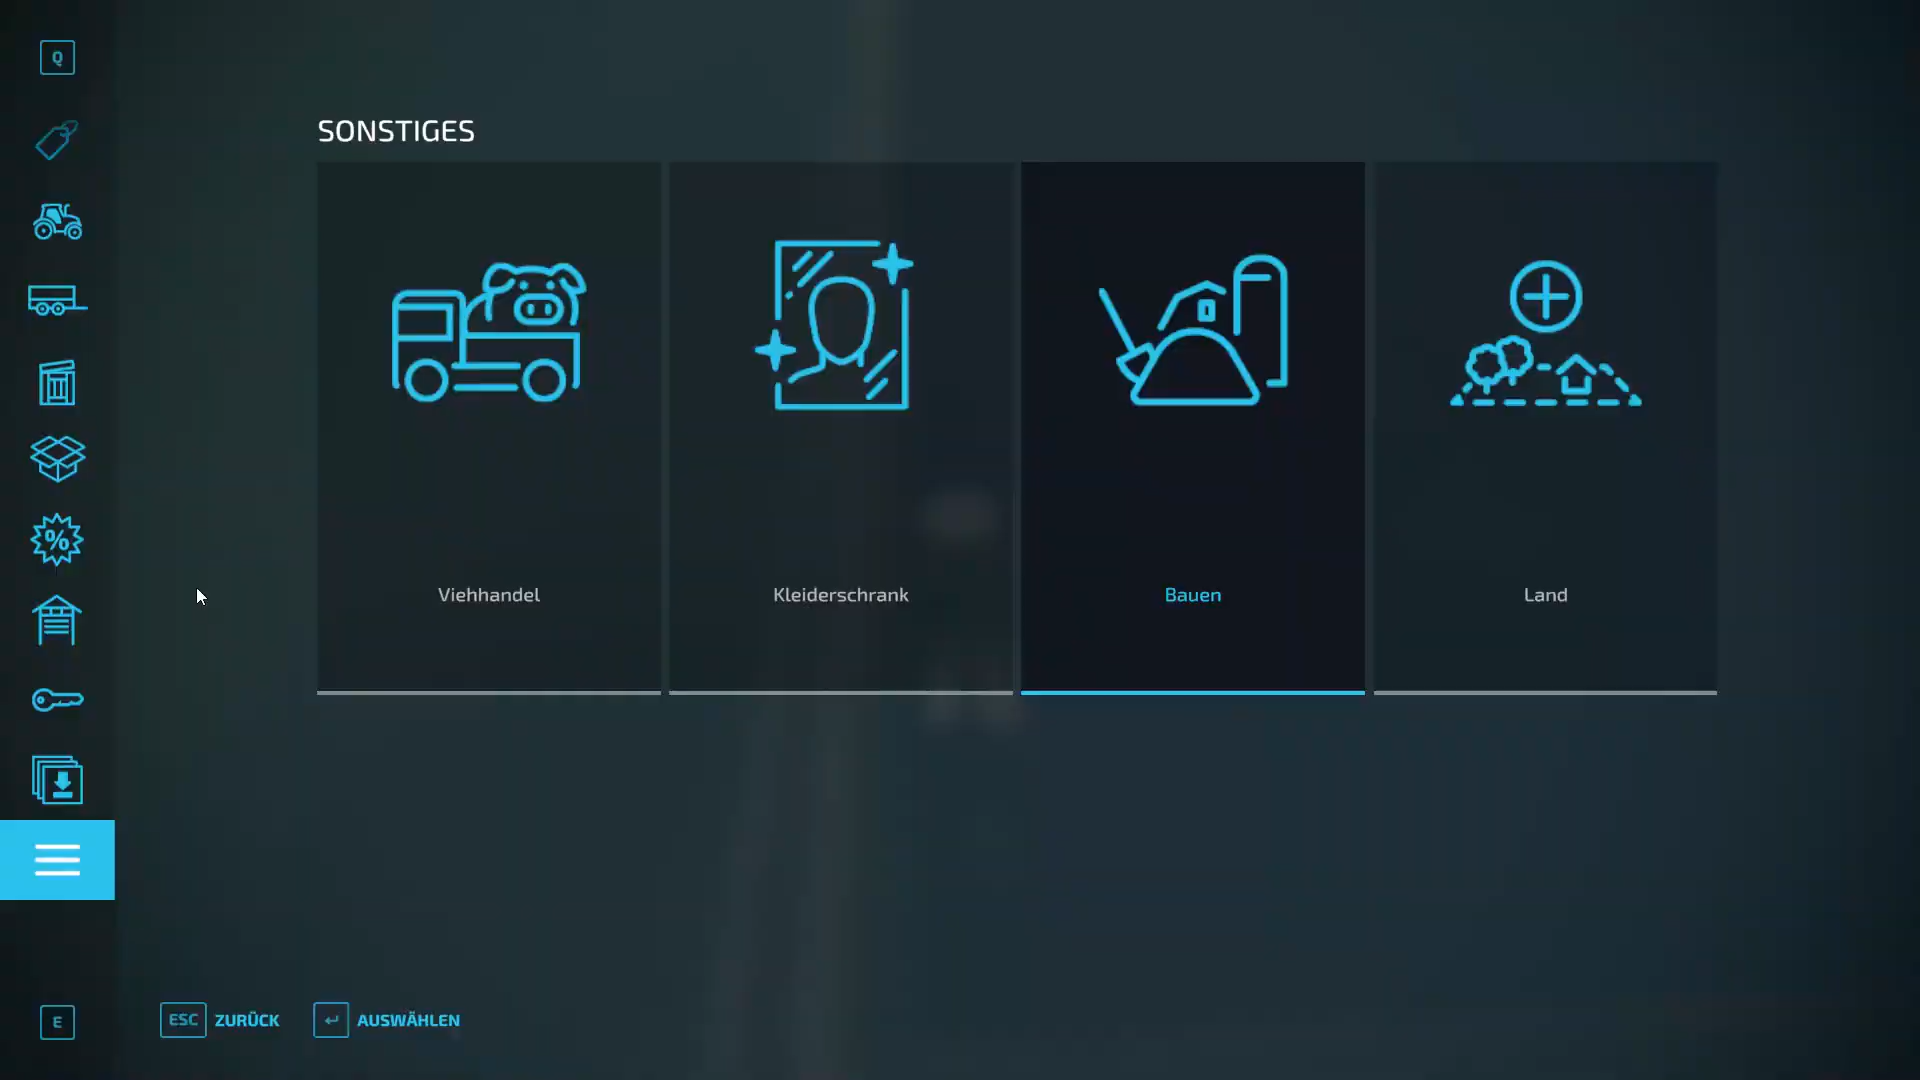 Q
SONSTIGES
%
Viehhandel
Kleiderschrank
Bauen
Land
E
ESC ZURÜCK
AUSWÄHLEN